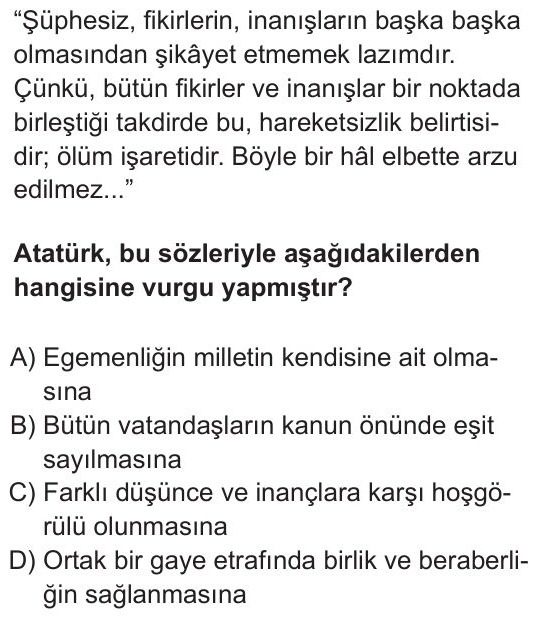 “Şüphesiz, fikirlerin, inanışların başka başka
olmasından şikâyet etmemek lazımdır.
Çünkü, bütün fikirler ve inanışlar bir noktada
birleştiği takdirde bu, hareketsizlik belirtisi-
dir; ölüm işaretidir. Böyle bir hâl elbette arzu
edilmez...”
Atatürk, bu sözleriyle aşağıdakilerden
hangisine vurgu yapmıştır?
A) Egemenliğin milletin kendisine ait olma-
sına
B) Bütün vatandaşların kanun önünde eşit
sayılmasına
C) Farklı düşünce ve inançlara karşı hoşgö-
rülü olunmasına
D) Ortak bir gaye etrafında birlik ve beraberli-
ğin sağlanmasına